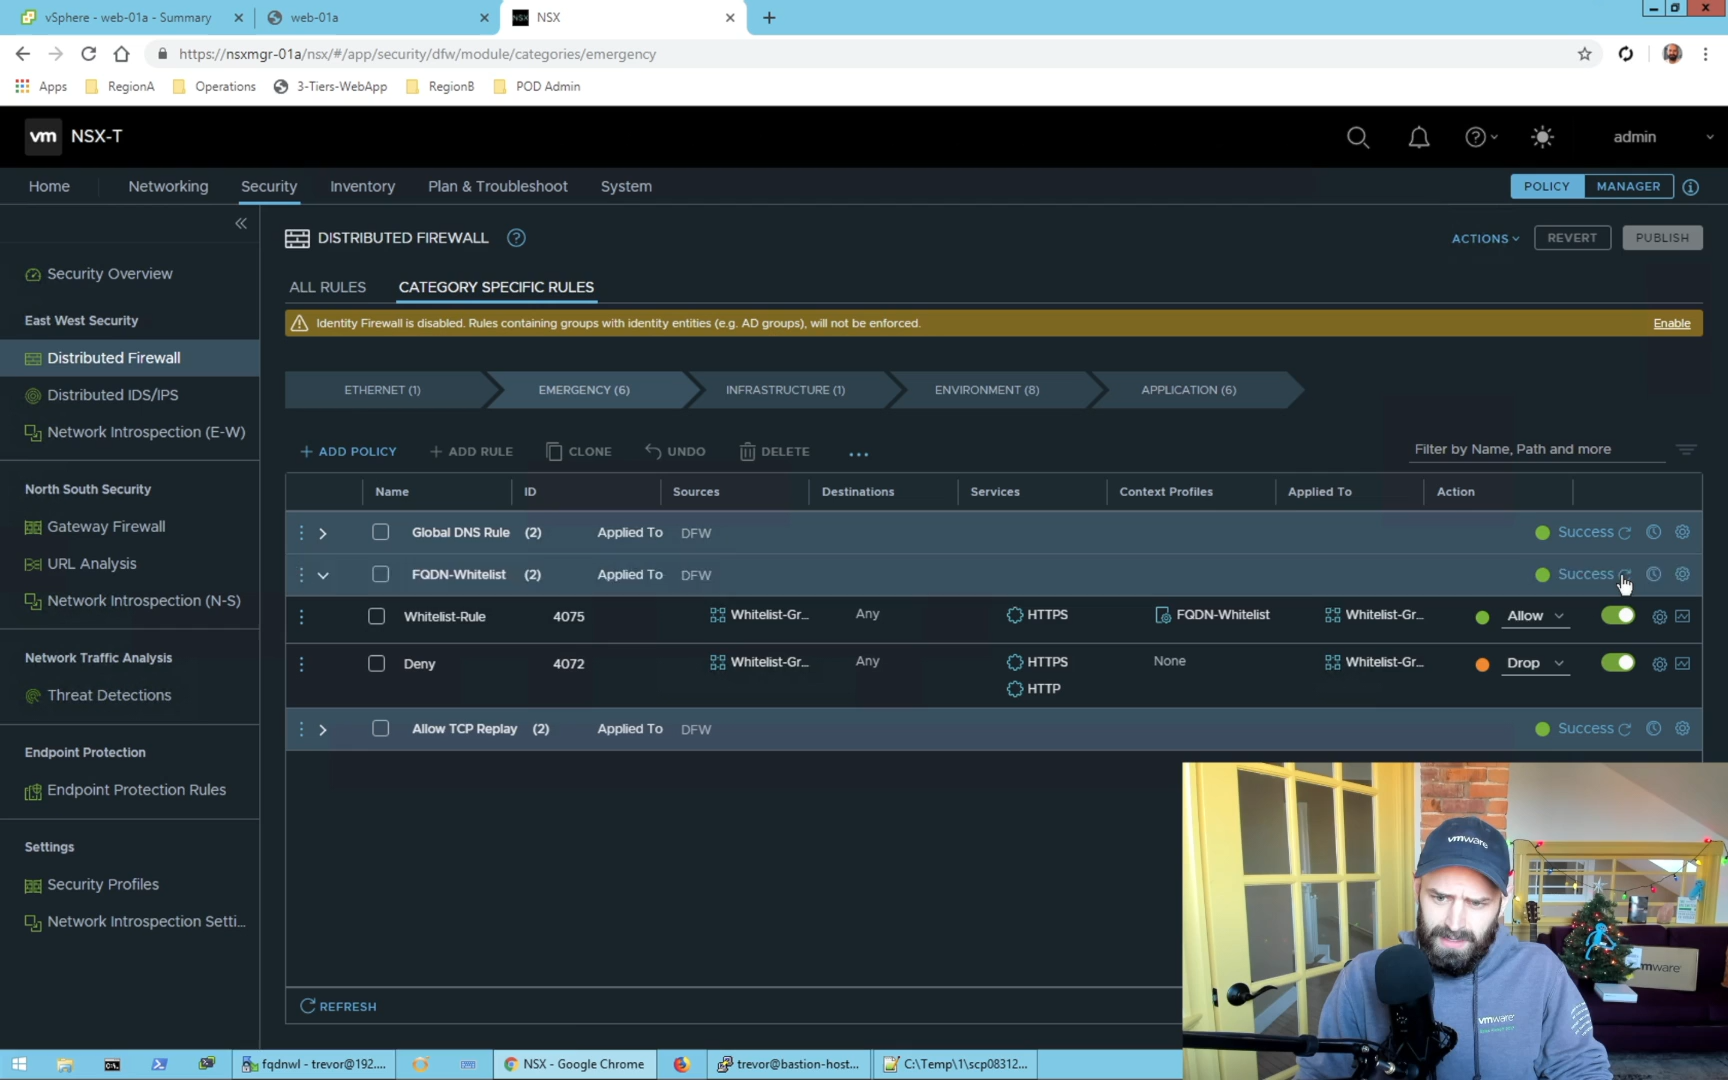 vSphere - web-01a - Summary
web-01a
NSX
NSX
https://nsxmgr-01a/nsx/#/app/security/dfw/module/categories/emergency
Apps
RegionA
Operations
3-Tiers-WebApp
RegionB
POD Admin
vm
NSX-T
admin
Home
Networking
Security
Inventory
Plan & Troubleshoot
System
POLICY
MANAGER
DISTRIBUTED FIREWALL
ACTIONS
REVERT
PUBLISH
Security Overview
ALL RULES
CATEGORY SPECIFIC RULES
East West Security
Identity Firewall is disabled. Rules containing groups with identity entities (e.g. AD groups), will not be enforced.
Enable
Distributed Firewall
Distributed IDS/IPS
ETHERNET (1)
EMERGENCY (6)
INFRASTRUCTURE (1)
ENVIRONMENT (8)
APPLICATION (6)
Network Introspection (E-W)
+ ADD POLICY
+ ADD RULE
CLONE
UNDO
DELETE
...
Filter by Name, Path and more
North South Security
Name
ID
Sources
Destinations
Services
Context Profiles
Applied To
Action
Gateway Firewall
Global DNS Rule (2)
Applied To
DFW
Success
URL Analysis
FQDN-Whitelist (2)
Applied To
DFW
Success
Network Introspection (N-S)
Whitelist-Rule
4075
Whitelist-Gr...
Any
HTTPS
FQDN-Whitelist
Whitelist-Gr...
Allow
Network Traffic Analysis
Deny
4072
Whitelist-Gr...
Any
HTTPS
None
Whitelist-Gr...
Drop
HTTP
Threat Detections
Allow TCP Replay (2)
Applied To
DFW
Success
Endpoint Protection
Endpoint Protection Rules
Settings
Security Profiles
Network Introspection Setti...
REFRESH
vmware
vmware
vmware
fqdnwl - trevor@192....
NSX - Google Chrome
trevor@bastion-host...
C:\Temp\1\scp08312...